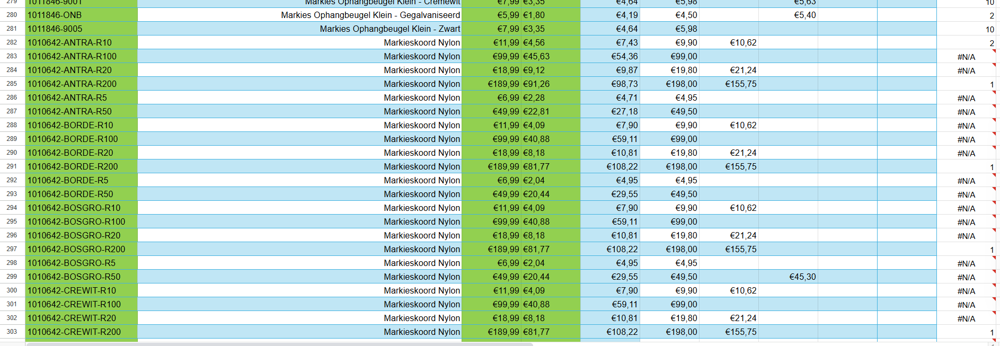 279 1011846-9001 Markies Ophangbeugel Klein - Cremewit €7,99 €3,35 €4,64 €5,98 €5,63 10
280 1011846-ONB Markies Ophangbeugel Klein - Gegalvaniseerd €5,99 €1,80 €4,19 €4,50 €5,40 2
281 1011846-9005 Markies Ophangbeugel Klein - Zwart €7,99 €3,35 €4,64 €5,98 10
282 1010642-ANTRA-R10 Markieskoord Nylon €11,99 €4,56 €7,43 €9,90 €10,62 2
283 1010642-ANTRA-R100 Markieskoord Nylon €99,99 €45,63 €54,36 €99,00 #N/A
284 1010642-ANTRA-R20 Markieskoord Nylon €18,99 €9,12 €9,87 €19,80 €21,24 #N/A
285 1010642-ANTRA-R200 Markieskoord Nylon €189,99 €91,26 €98,73 €198,00 €155,75 1
286 1010642-ANTRA-R5 Markieskoord Nylon €6,99 €2,28 €4,71 €4,95 #N/A
287 1010642-ANTRA-R50 Markieskoord Nylon €49,99 €22,81 €27,18 €49,50 #N/A
288 1010642-BORDE-R10 Markieskoord Nylon €11,99 €4,09 €7,90 €9,90 €10,62 #N/A
289 1010642-BORDE-R100 Markieskoord Nylon €99,99 €40,88 €59,11 €99,00 #N/A
290 1010642-BORDE-R20 Markieskoord Nylon €18,99 €8,18 €10,81 €19,80 €21,24 #N/A
291 1010642-BORDE-R200 Markieskoord Nylon €189,99 €81,77 €108,22 €198,00 €155,75 1
292 1010642-BORDE-R5 Markieskoord Nylon €6,99 €2,04 €4,95 €4,95 #N/A
293 1010642-BORDE-R50 Markieskoord Nylon €49,99 €20,44 €29,55 €49,50 #N/A
294 1010642-BOSGRO-R10 Markieskoord Nylon €11,99 €4,09 €7,90 €9,90 €10,62 #N/A
295 1010642-BOSGRO-R100 Markieskoord Nylon €99,99 €40,88 €59,11 €99,00 #N/A
296 1010642-BOSGRO-R20 Markieskoord Nylon €18,99 €8,18 €10,81 €19,80 €21,24 #N/A
297 1010642-BOSGRO-R200 Markieskoord Nylon €189,99 €81,77 €108,22 €198,00 €155,75 1
298 1010642-BOSGRO-R5 Markieskoord Nylon €6,99 €2,04 €4,95 €4,95 #N/A
299 1010642-BOSGRO-R50 Markieskoord Nylon €49,99 €20,44 €29,55 €49,50 €45,30 #N/A
300 1010642-CREWIT-R10 Markieskoord Nylon €11,99 €4,09 €7,90 €9,90 €10,62 #N/A
301 1010642-CREWIT-R100 Markieskoord Nylon €99,99 €40,88 €59,11 €99,00 #N/A
302 1010642-CREWIT-R20 Markieskoord Nylon €18,99 €8,18 €10,81 €19,80 €21,24 #N/A
303 1010642-CREWIT-R200 Markieskoord Nylon €189,99 €81,77 €108,22 €198,00 €155,75 1